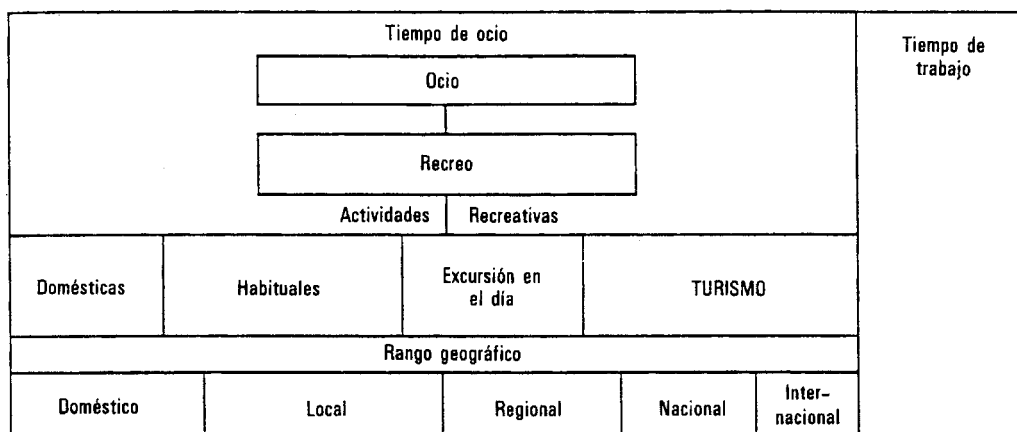 Tiempo de ocio
Tiempo de
trabajo
Ocio
Recreo
Actividades Recreativas
Domésticas
Habituales
Excursión en
el día
TURISMO
Rango geográfico
Doméstico
Local
Regional
Nacional
Inter-
nacional